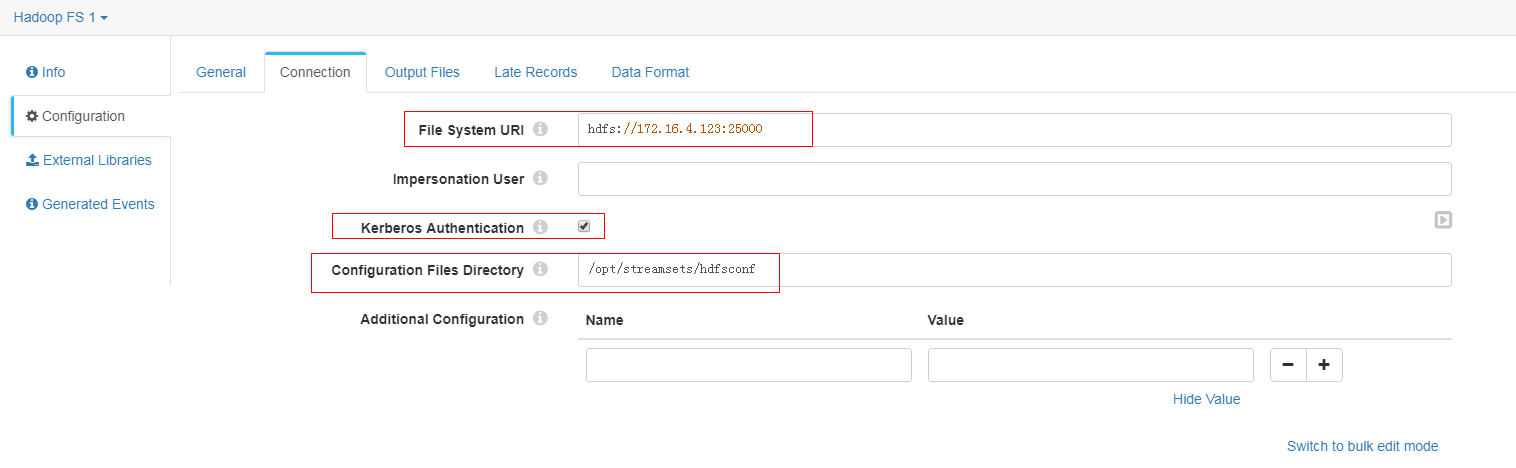 Hadoop FS 1
Info
General
Connection
Output Files
Late Records
Data Format
Configuration
File System URI
hdfs://172.16.4.123:25000
External Libraries
Impersonation User
Generated Events
Kerberos Authentication
Configuration Files Directory
/opt/streamsets/hdfsconf
Additional Configuration
Name
Value
Hide Value
Switch to bulk edit mode